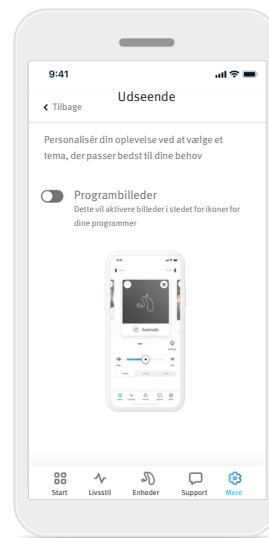 9:41
Tilbage
Udseende
Personalisér din oplevelse ved at vælge et
tema, der passer bedst til dine behov
Programbilleder
Dette vil aktivere billeder i stedet for ikoner for
dine programmer
Automatic
Start Livsstil Enheder Support Mere